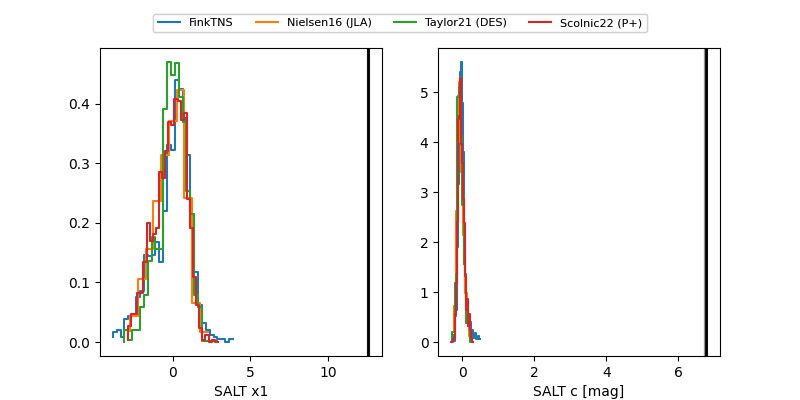 FinkTNS Nielsen16 (JLA) Taylor21 (DES) Scolnic22 (P+)
0.4
0.3
0.2
0.1
0.0
0 5 10
SALT x1
5
4
3
2
1
0
0 2 4 6
SALT c [mag]